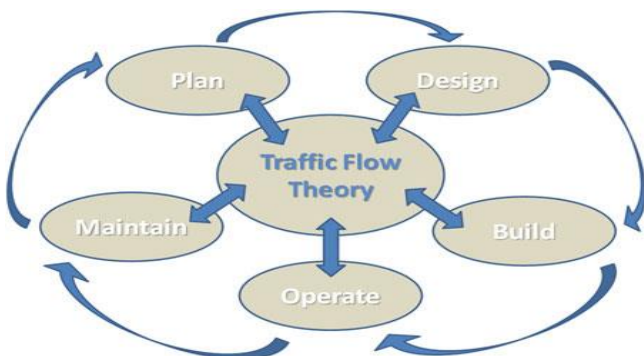 Plan
Design
Traffic Flow
Theory
Maintain
Build
Operate